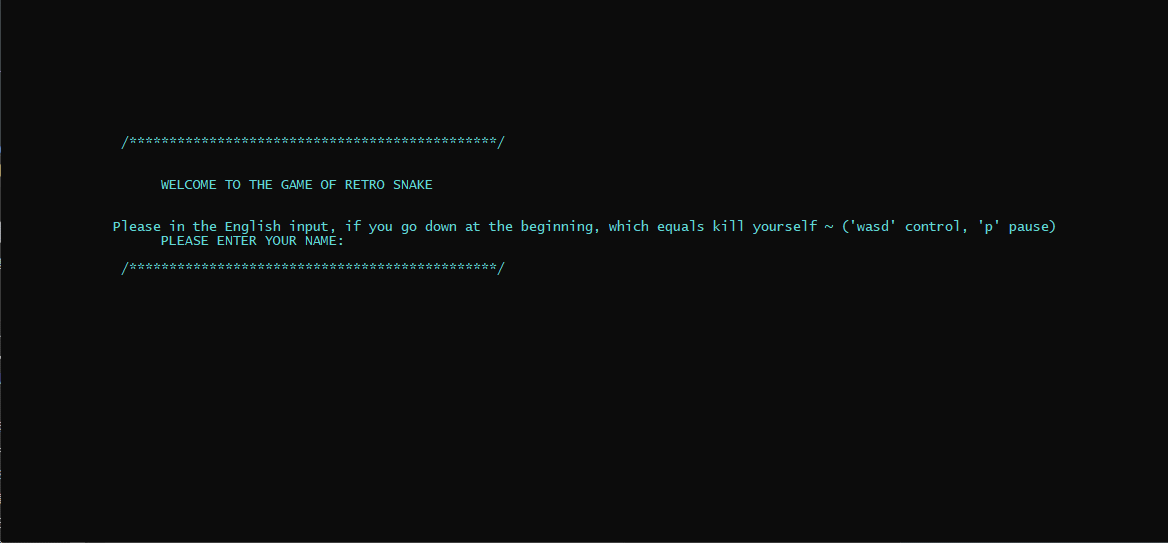 /**********************************************/
WELCOME TO THE GAME OF RETRO SNAKE
Please in the English input, if you go down at the beginning, which equals kill yourself ~ ('wasd' control, 'p' pause)
PLEASE ENTER YOUR NAME:
/**********************************************/